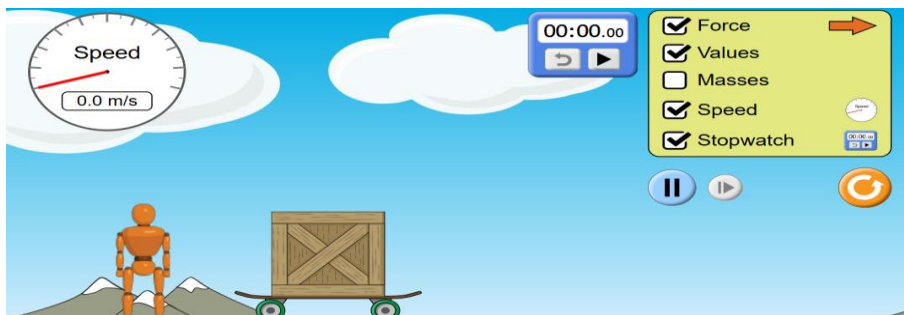 Speed
0.0 m/s
00:00.00
Force
Values
Masses
Speed
Stopwatch